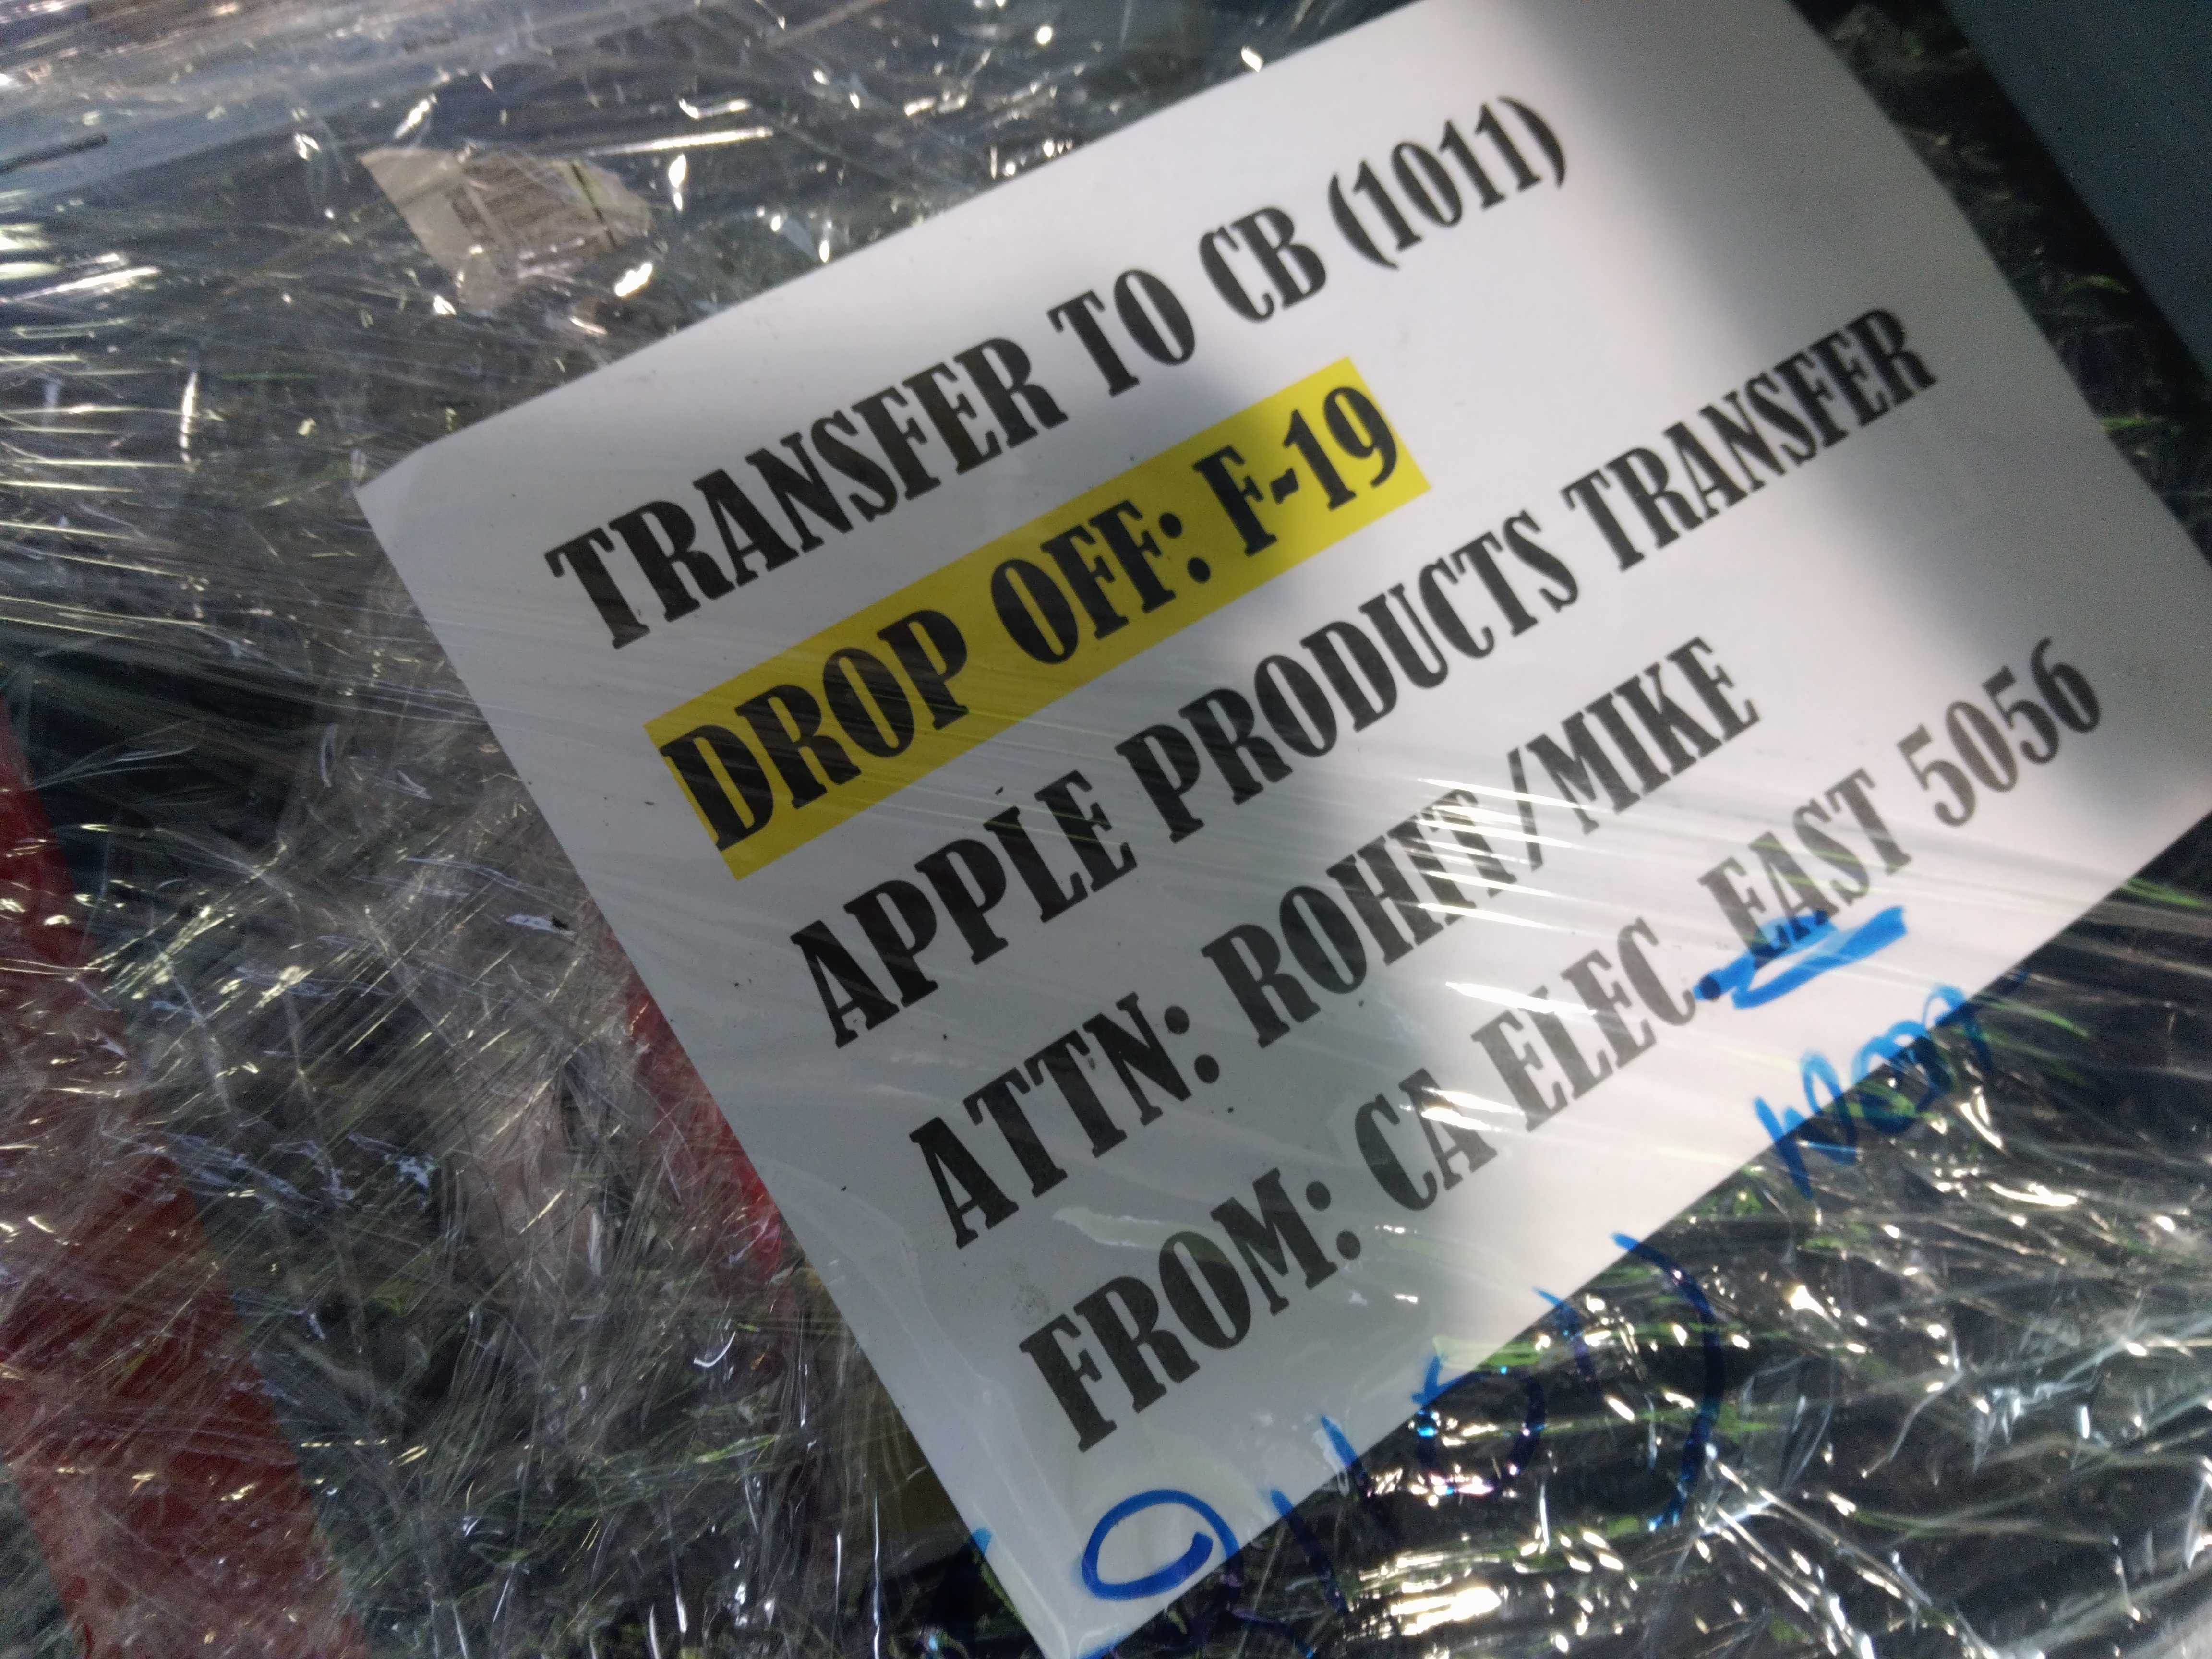 TRANSFER TO CB (1011)
DROP OFF: F-19
APPLE PRODUCTS TRANSFER
ATTN: ROHIT/MIKE
FROM: CA ELEC. EAST 5056